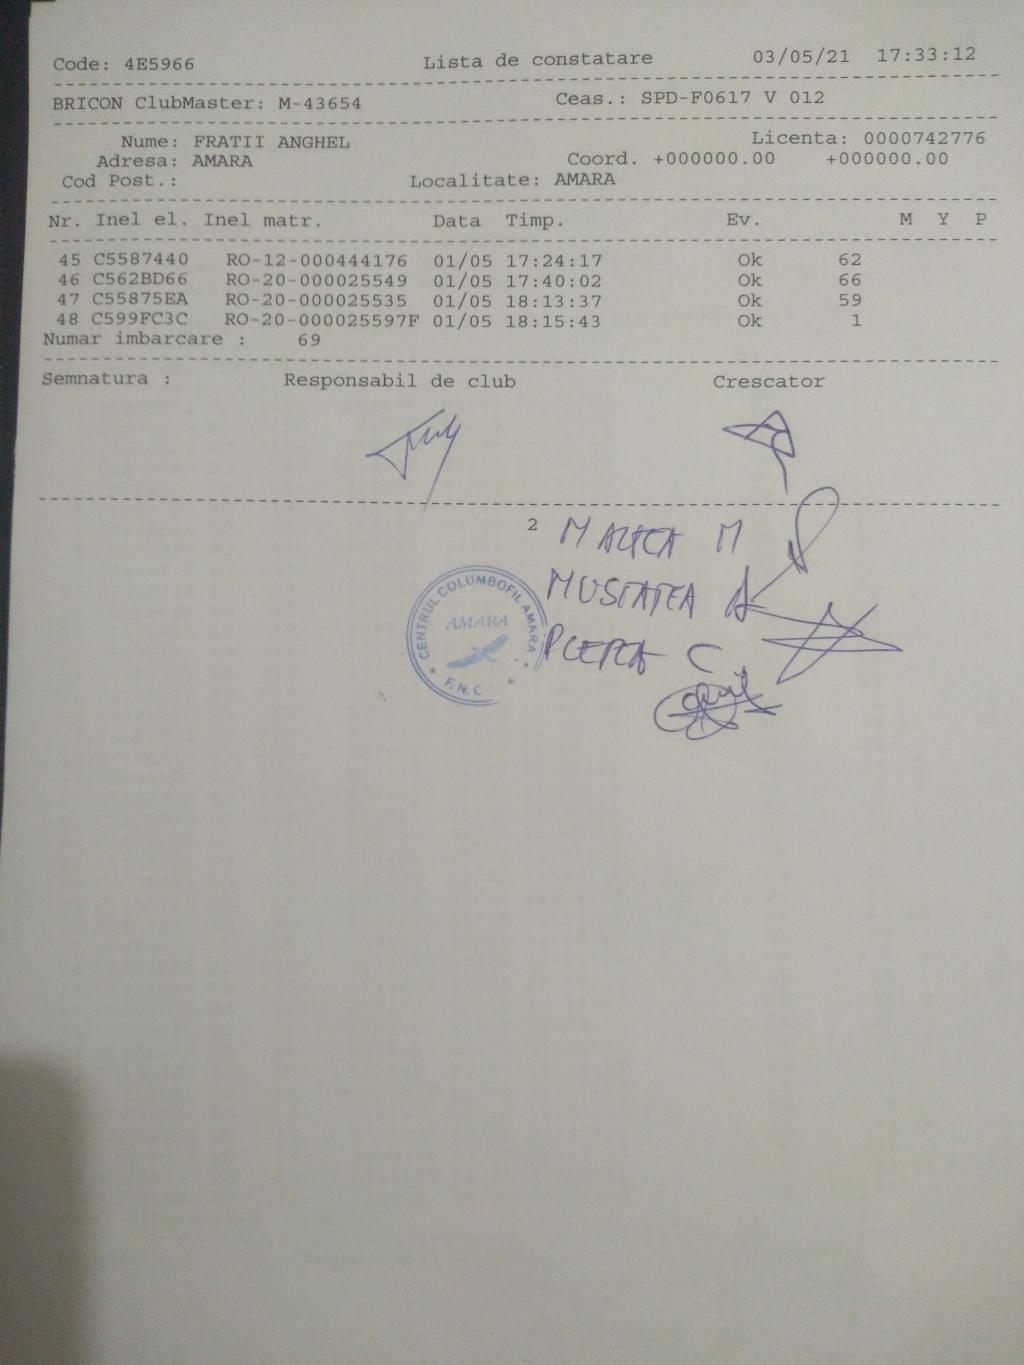 Code: 4E5966 Lista de constatare 03/05/21 17:33:12
BRICON ClubMaster: M-43654 Ceas.: SPD-F0617 V 012
Nume: FRATII ANGHEL Licenta: 0000742776
Adresa: AMARA Coord. +000000.00 +000000.00
Cod Post.: Localitate: AMARA
Nr. Inel el. Inel matr. Data Timp. Ev. M Y P
45 C5587440 RO-12-000444176 01/05 17:24:17 Ok 62
46 C562BD66 RO-20-000025549 01/05 17:40:02 Ok 66
47 C55875EA RO-20-000025535 01/05 18:13:37 Ok 59
48 C599FC3C RO-20-000025597F 01/05 18:15:43 Ok 1
Numar imbarcare : 69
Semnatura : Responsabil de club Crescator
2
M
MUSTATEA A
C
CENTRUL COLUMBOFIL AMARA
AMARA
F.N.C